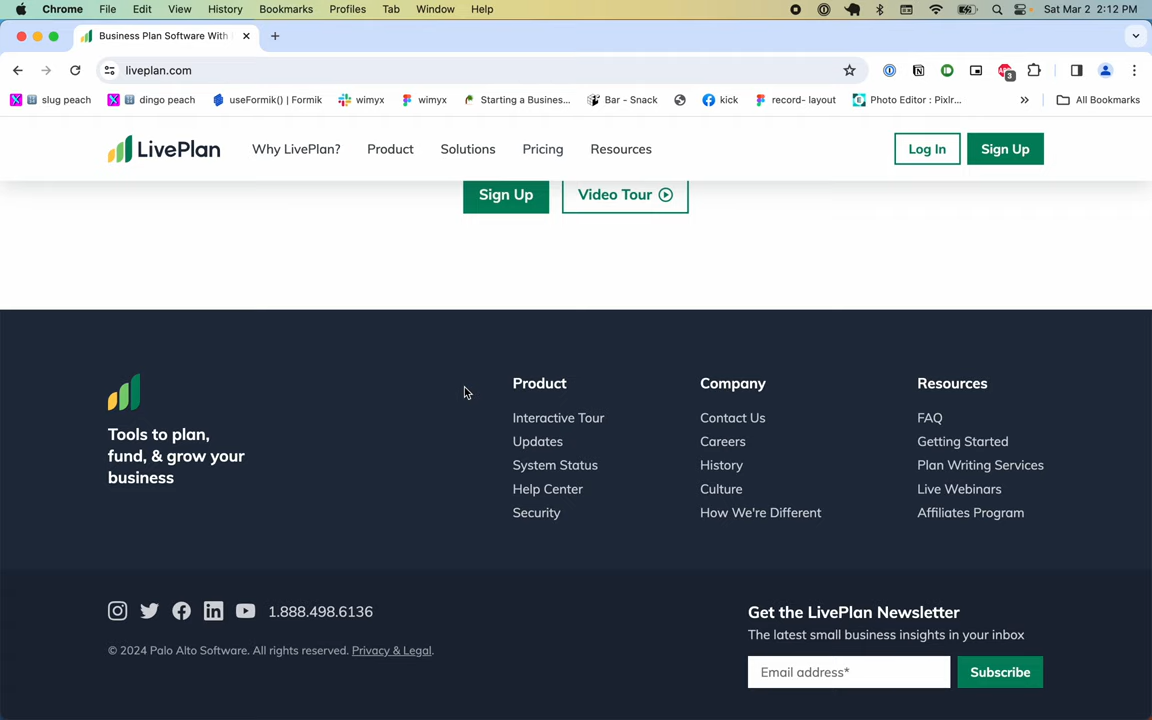 Chrome File Edit View History Bookmarks Profiles Tab Window Help Sat Mar 2 2:12 PM
Business Plan Software With
liveplan.com
3
slug peach dingo peach useFormik() | Formik wimyx wimyx Starting a Busines... Bar - Snack kick record- layout Photo Editor : Pixlr... » All Bookmarks
LivePlan Why LivePlan? Product Solutions Pricing Resources Log In Sign Up
Sign Up Video Tour
Product Company Resources
Tools to plan,
fund, & grow your
business
Interactive Tour
Updates
System Status
Help Center
Security
Contact Us
Careers
History
Culture
How We're Different
FAQ
Getting Started
Plan Writing Services
Live Webinars
Affiliates Program
1.888.498.6136
© 2024 Palo Alto Software. All rights reserved. Privacy & Legal.
Get the LivePlan Newsletter
The latest small business insights in your inbox
Email address* Subscribe